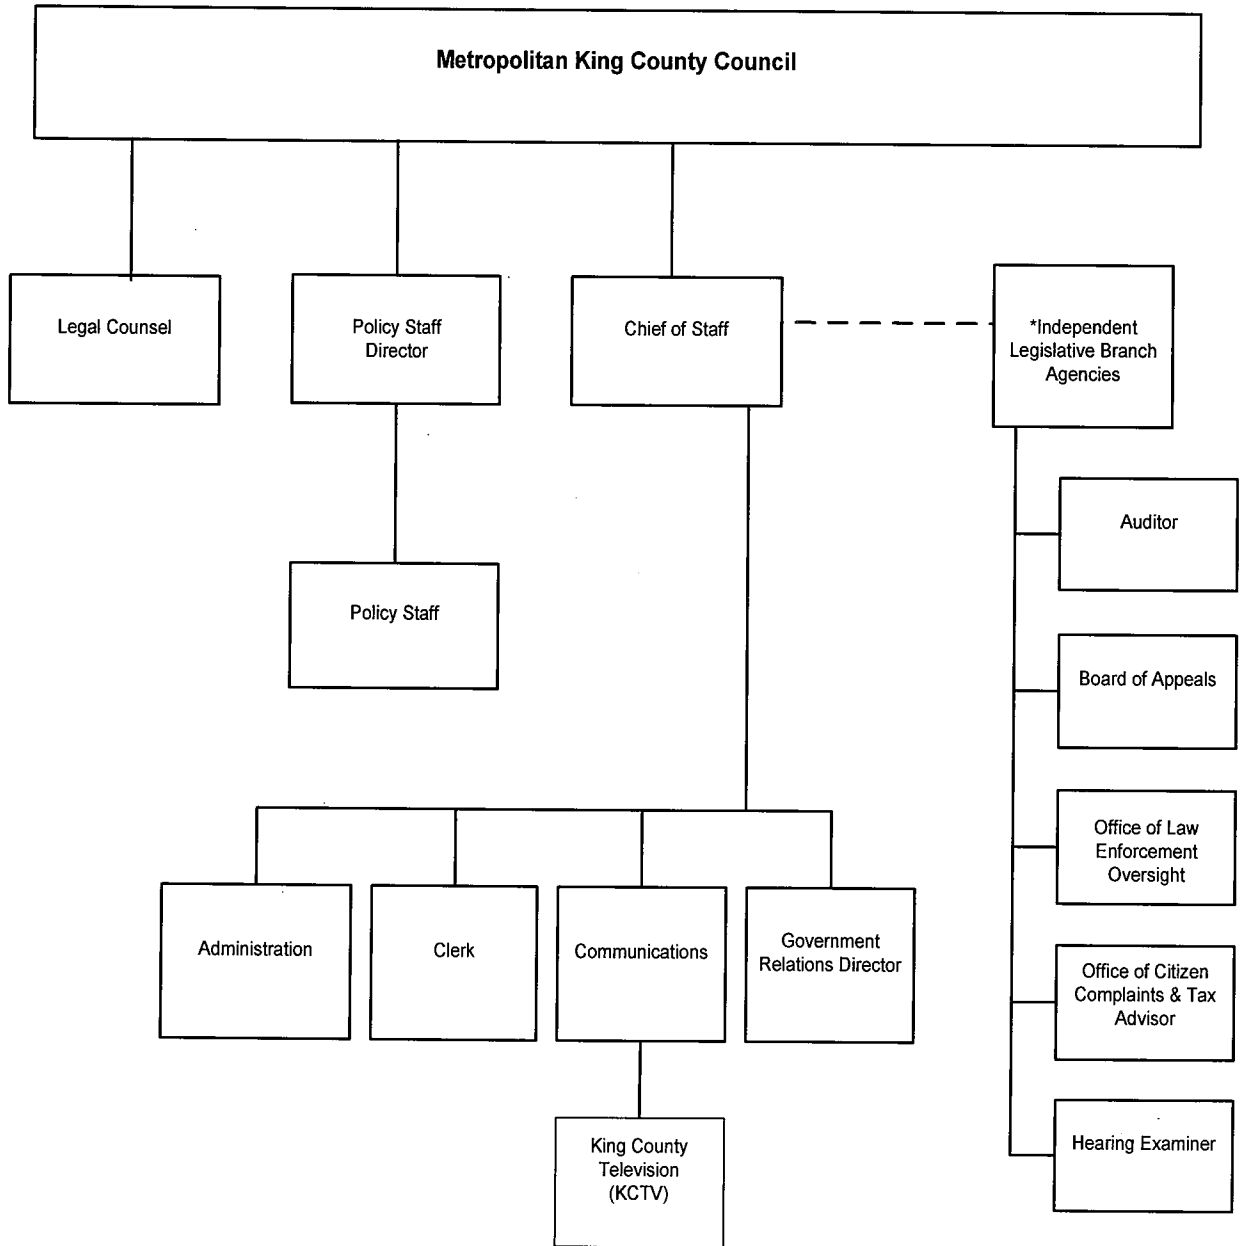 Metropolitan King County Council
Legal Counsel
Policy Staff
Director
Chief of Staff
*Independent
Legislative Branch
Agencies
Auditor
Policy Staff
Board of Appeals
Office of Law
Enforcement
Oversight
Administration
Clerk
Communications
Government
Relations Director
Office of Citizen
Complaints & Tax
Advisor
King County
Television
(KCTV)
Hearing Examiner